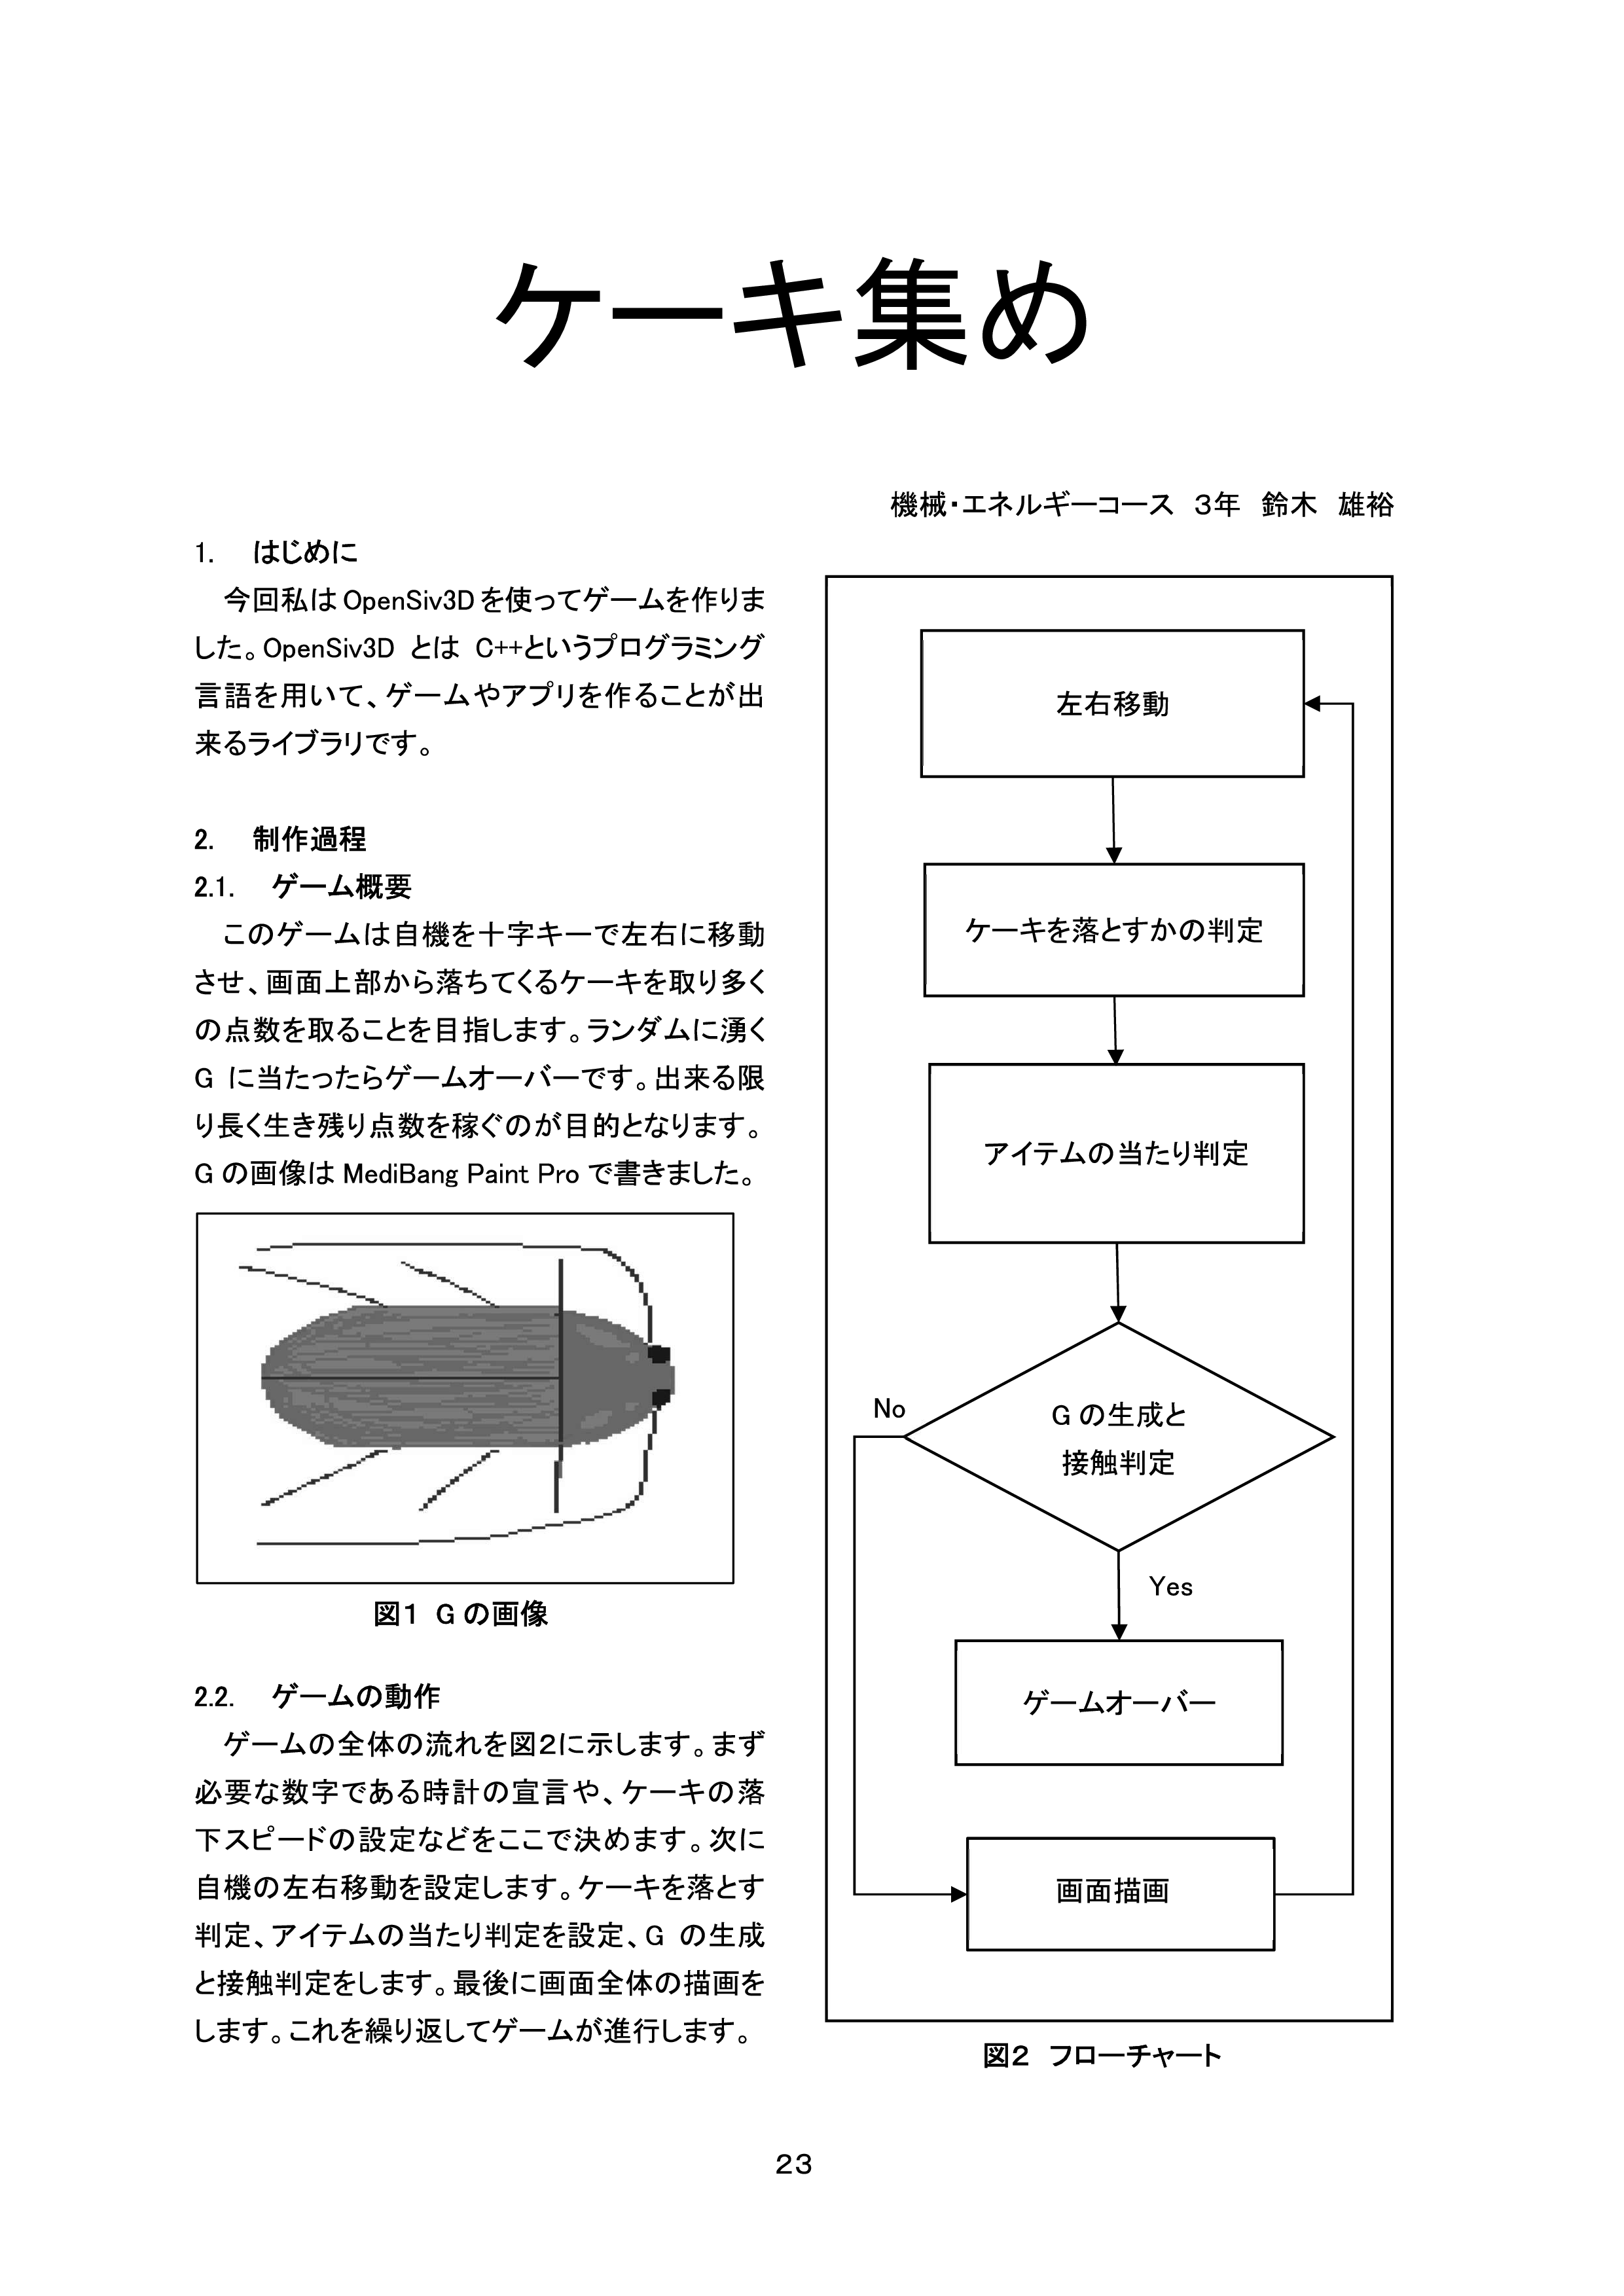 ケーキ集め
機械・エネルギーコース 3年 鈴木 雄裕
1. はじめに
今回私は OpenSiv3D を使ってゲームを作りま
した。OpenSiv3D とは C++というプログラミング
言語を用いて、ゲームやアプリを作ることが出
来るライブラリです。
2. 制作過程
2.1. ゲーム概要
このゲームは自機を十字キーで左右に移動
させ、画面上部から落ちてくるケーキを取り多く
の点数を取ることを目指します。ランダムに湧く
G に当たったらゲームオーバーです。出来る限
り長く生き残り点数を稼ぐのが目的となります。
G の画像は MediBang Paint Pro で書きました。
図1 G の画像
2.2. ゲームの動作
ゲームの全体の流れを図2に示します。まず
必要な数字である時計の宣言や、ケーキの落
下スピードの設定などをここで決めます。次に
自機の左右移動を設定します。ケーキを落とす
判定、アイテムの当たり判定を設定、G の生成
と接触判定をします。最後に画面全体の描画を
します。これを繰り返してゲームが進行します。
左右移動
ケーキを落とすかの判定
アイテムの当たり判定
No
G の生成と
接触判定
Yes
ゲームオーバー
画面描画
図2 フローチャート
23